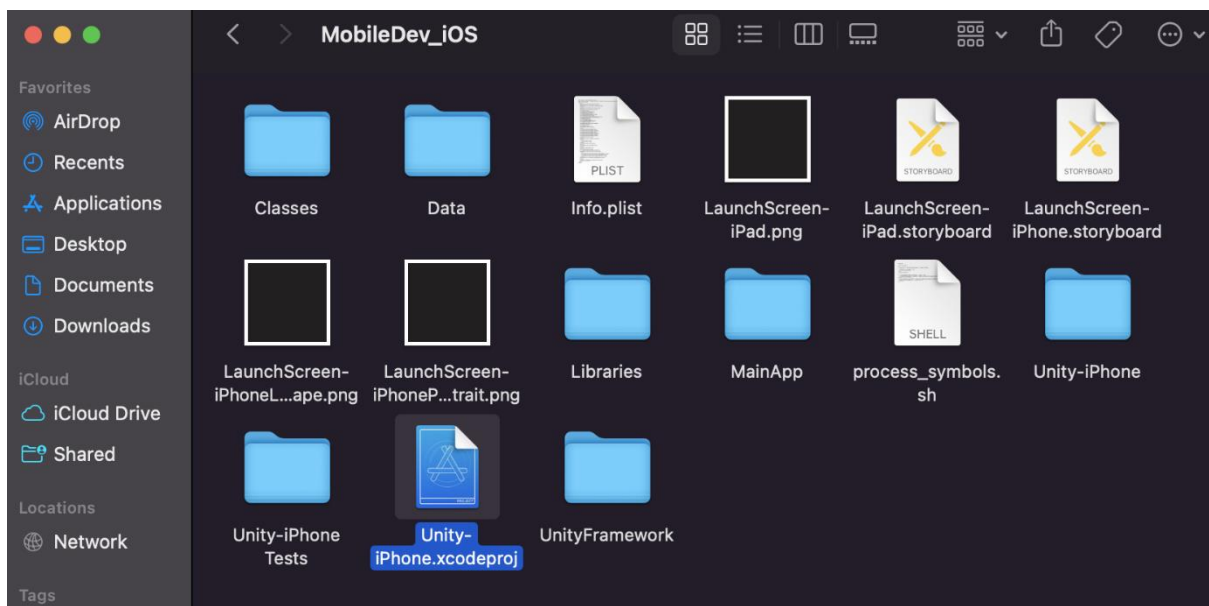 MobileDev_iOS
Favorites
AirDrop
Recents
Applications
Desktop
Documents
Downloads
iCloud
iCloud Drive
Shared
Locations
Network
Tags
Classes
Data
PLIST
Info.plist
LaunchScreen-
iPad.png
STORYBOARD
LaunchScreen-
iPad.storyboard
STORYBOARD
LaunchScreen-
iPhone.storyboard
LaunchScreen-
iPhoneL...ape.png
LaunchScreen-
iPhoneP...trait.png
Libraries
MainApp
SHELL
process_symbols.
sh
Unity-iPhone
Unity-iPhone
Tests
Unity-
iPhone.xcodeproj
UnityFramework